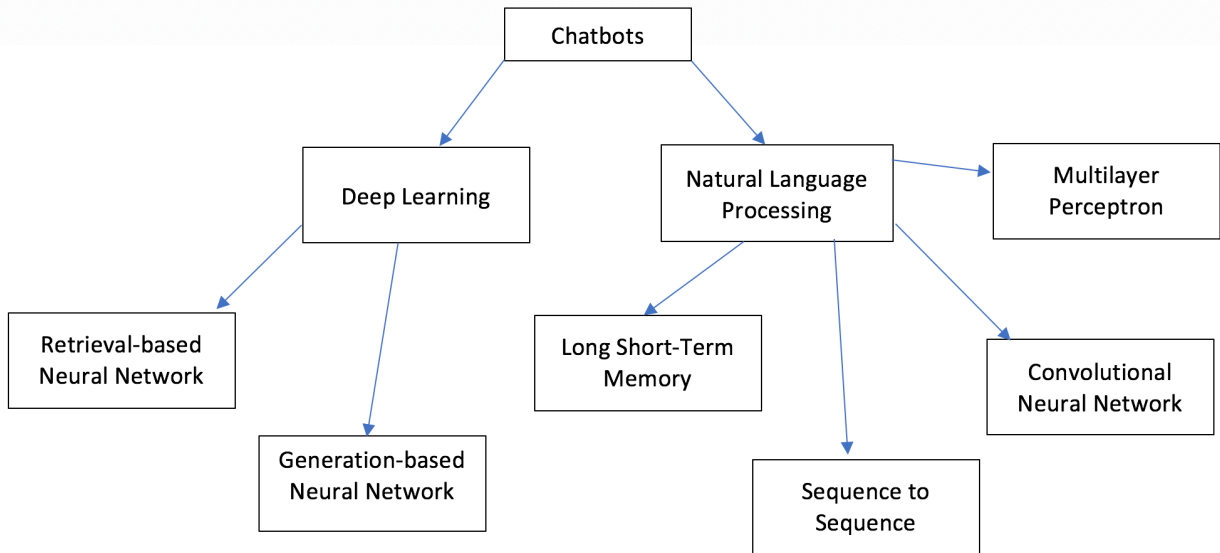 Chatbots
Deep Learning
Natural Language
Processing
Multilayer
Perceptron
Retrieval-based
Neural Network
Long Short-Term
Memory
Convolutional
Neural Network
Generation-based
Neural Network
Sequence to
Sequence